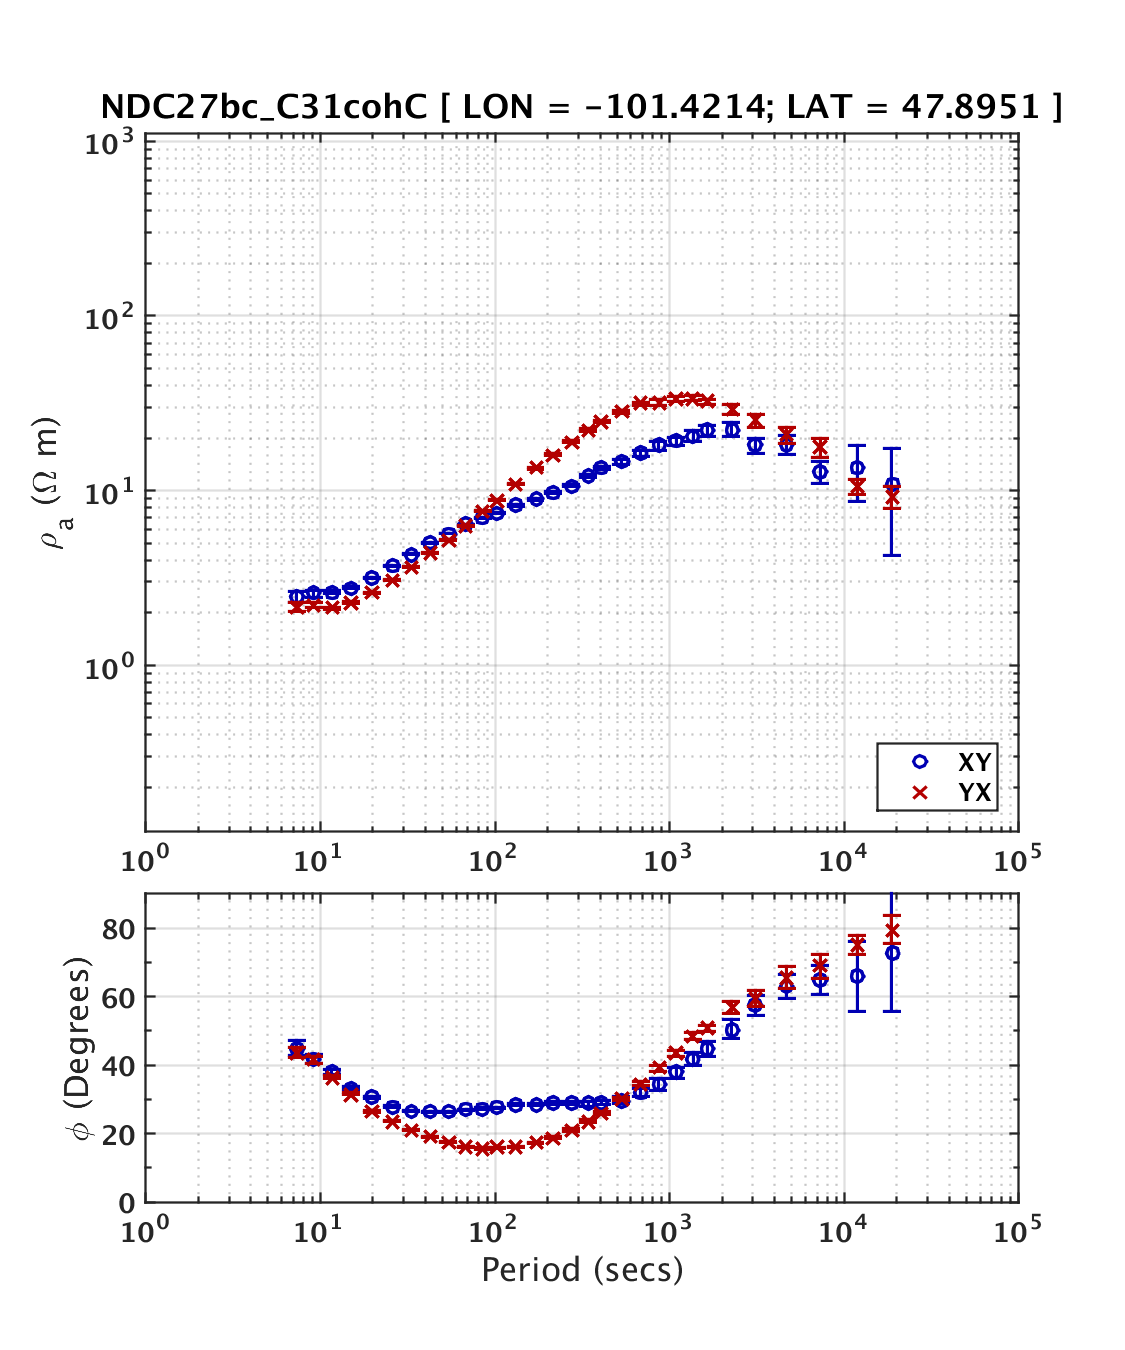 NDC27bc_C31cohC [ LON = -101.4214; LAT = 47.8951 ]
10^3
10^2
10^1
10^0
ρ_a (Ω m)
XY
YX
10^0 10^1 10^2 10^3 10^4 10^5
80
60
40
20
0
ϕ (Degrees)
10^0 10^1 10^2 10^3 10^4 10^5
Period (secs)